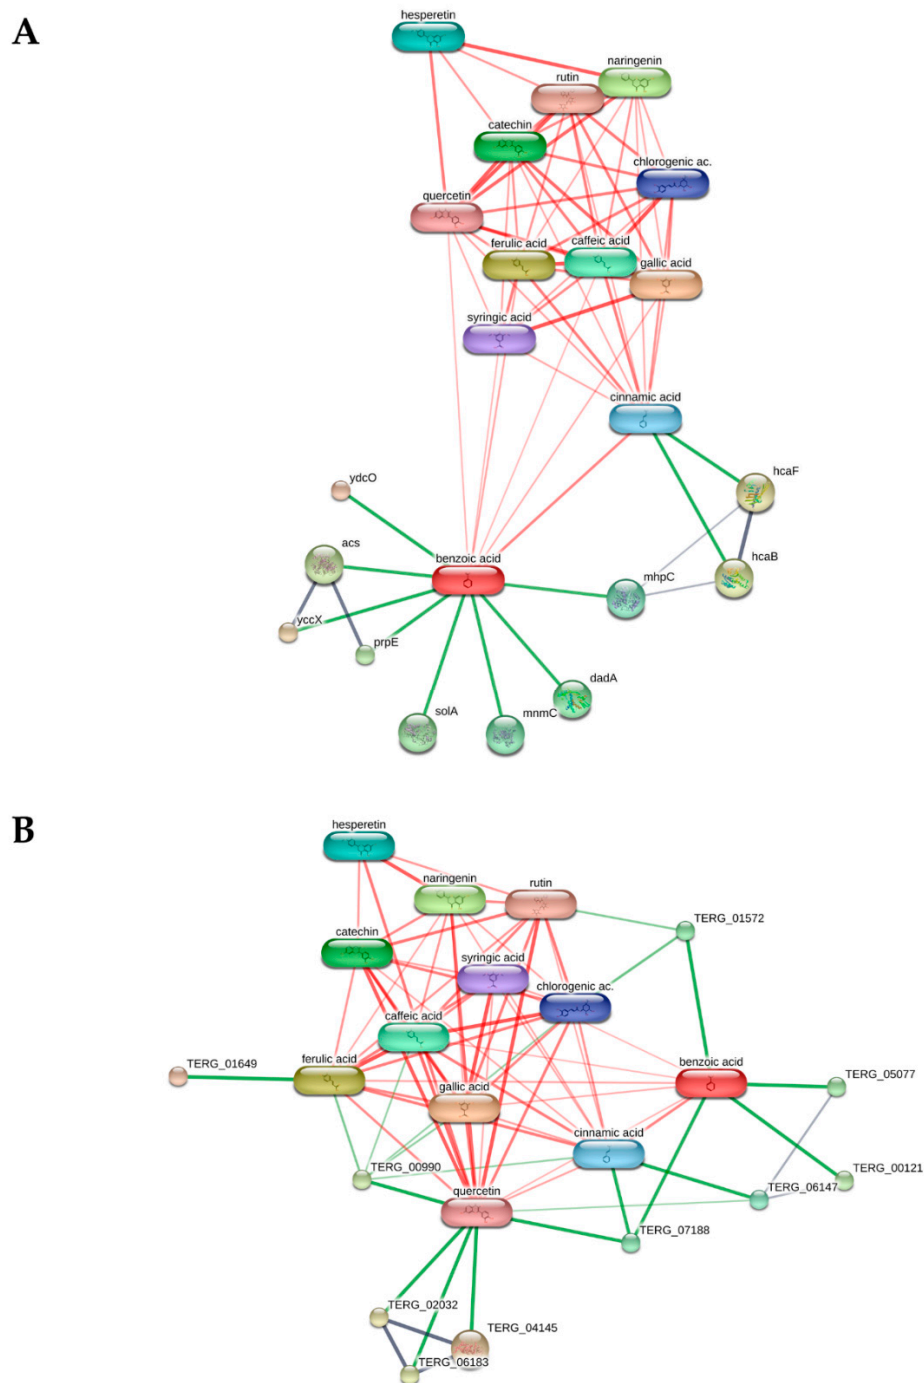 A
hesperetin
naringenin
rutin
catechin
chlorogenic ac.
quercetin
ferulic acid
caffeic acid
gallic acid
syringic acid
cinnamic acid
hcaF
ydcO
acs
benzoic acid
mhpC
hcaB
yccX
prpE
dadA
solA
mnmC
B
hesperetin
naringenin
rutin
TERG_01572
catechin
syringic acid
chlorogenic ac.
caffeic acid
TERG_01649
ferulic acid
benzoic acid
TERG_05077
gallic acid
cinnamic acid
TERG_00990
TERG_00121
TERG_06147
quercetin
TERG_07188
TERG_02032
TERG_04145
TERG_06183